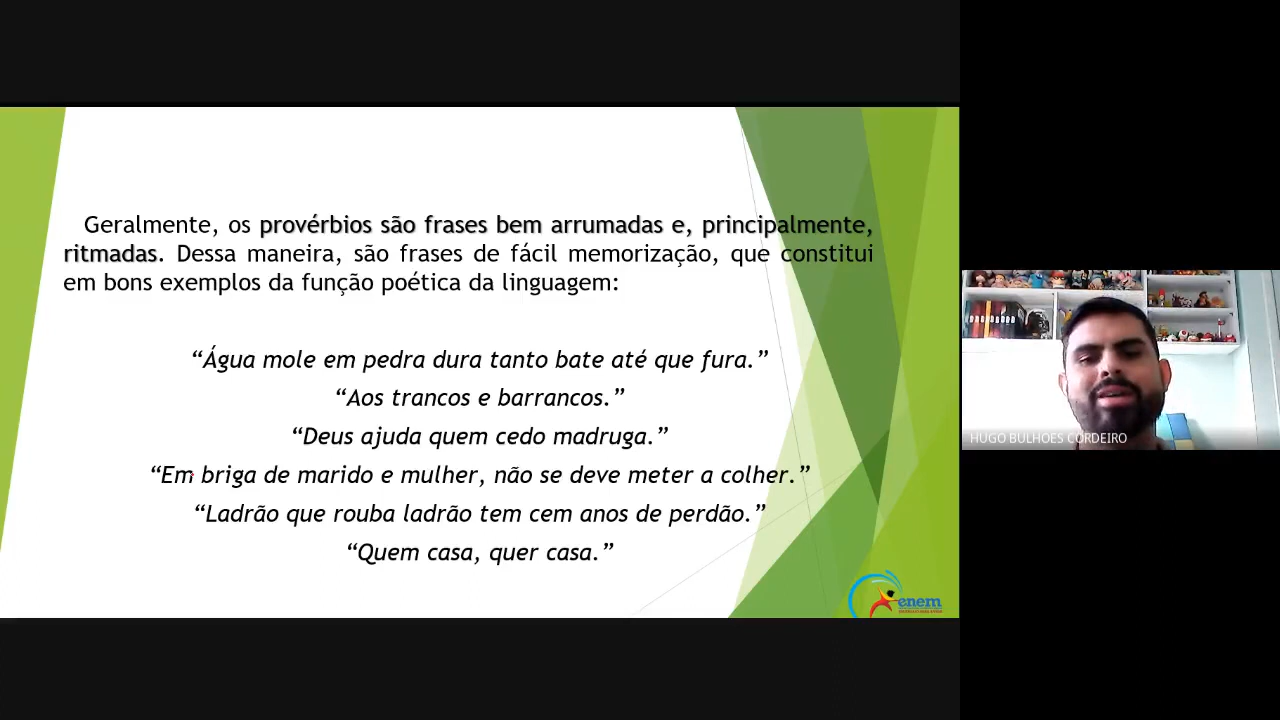 Geralmente, os provérbios são frases bem arrumadas e, principalmente,
ritmadas. Dessa maneira, são frases de fácil memorização, que constitui
em bons exemplos da função poética da linguagem:
“Água mole em pedra dura tanto bate até que fura.”
“Aos trancos e barrancos.”
“Deus ajuda quem cedo madruga.”
“Em briga de marido e mulher, não se deve meter a colher.”
“Ladrão que rouba ladrão tem cem anos de perdão.”
“Quem casa, quer casa.”
enem
HUGO BULHOES CORDEIRO